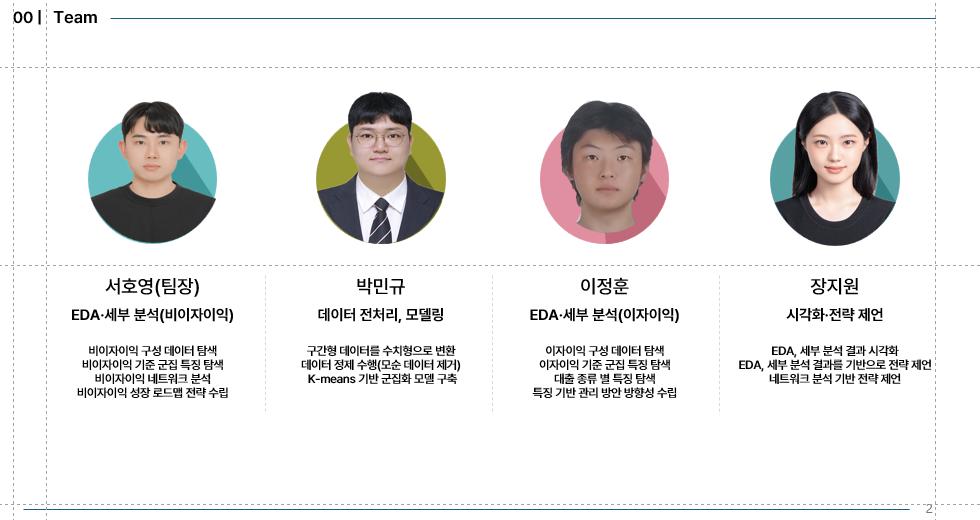 00 | Team
서호영(팀장)
EDA·세부 분석(비이자이익)
비이자이익 구성 데이터 탐색
비이자이익 기준 군집 특징 탐색
비이자이익 네트워크 분석
비이자이익 성장 로드맵 전략 수립
박민규
데이터 전처리, 모델링
구간형 데이터를 수치형으로 변환
데이터 정제 수행(모순 데이터 제거)
K-means 기반 군집화 모델 구축
이정훈
EDA·세부 분석(이자이익)
이자이익 구성 데이터 탐색
이자이익 기준 군집 특징 탐색
대출 종류 별 특징 탐색
특징 기반 관리 방안 방향성 수립
장지원
시각화·전략 제언
EDA, 세부 분석 결과 시각화
EDA, 세부 분석 결과를 기반으로 전략 제언
네트워크 분석 기반 전략 제언
2